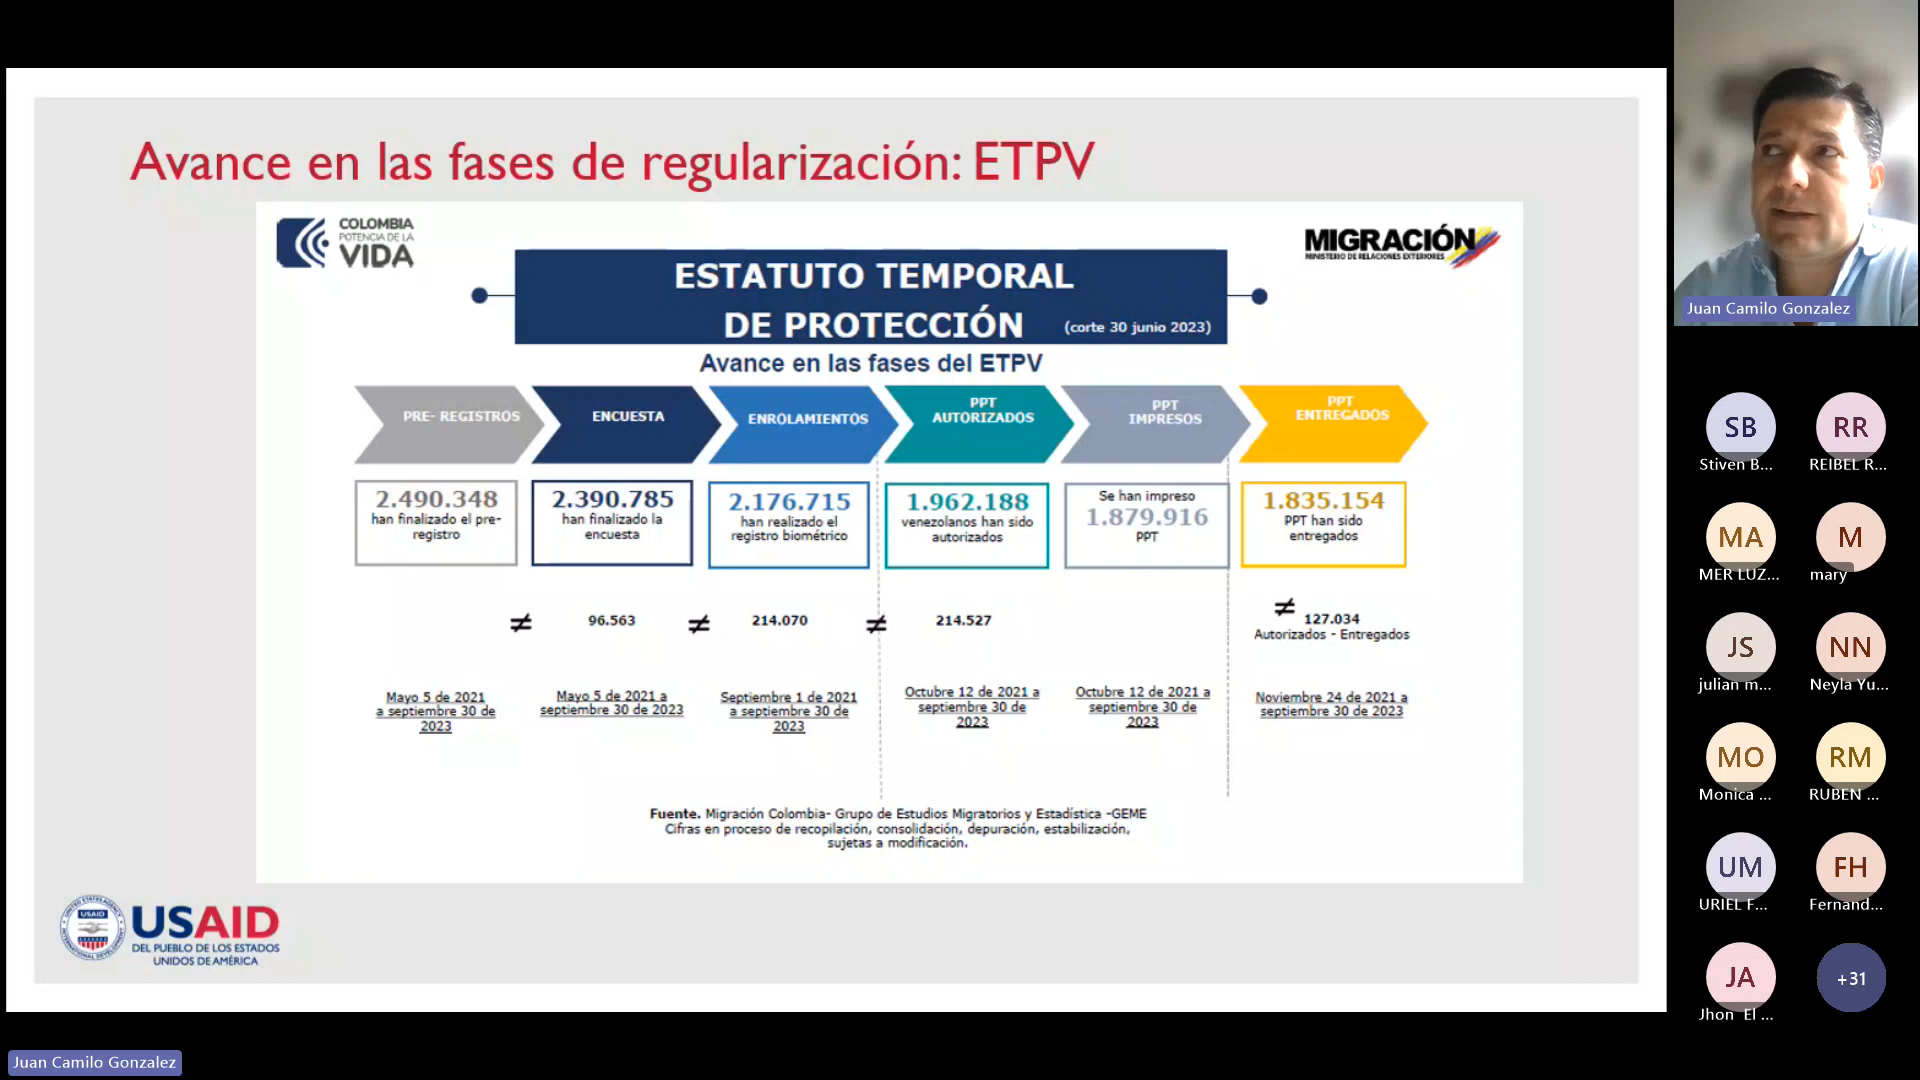 Avance en las fases de regularización: ETPV
COLOMBIA
POTENCIA DE LA
VIDA
MIGRACIÓN
MINISTERIO DE RELACIONES EXTERIORES
ESTATUTO TEMPORAL
DE PROTECCIÓN (corte 30 junio 2023)
Avance en las fases del ETPV
PRE- REGISTROS
ENCUESTA
ENROLAMIENTOS
PPT
AUTORIZADOS
PPT
IMPRESOS
PPT
ENTREGADOS
2.490.348
han finalizado el pre-
registro
2.390.785
han finalizado la
encuesta
2.176.715
han realizado el
registro biométrico
1.962.188
venezolanos han sido
autorizados
Se han impreso
1.879.916
PPT
1.835.154
PPT han sido
entregados
≠ 96.563 ≠ 214.070 ≠ 214.527
≠ 127.034
Autorizados - Entregados
Mayo 5 de 2021
a septiembre 30 de
2023
Mayo 5 de 2021 a
septiembre 30 de 2023
Septiembre 1 de 2021
a septiembre 30 de
2023
Octubre 12 de 2021 a
septiembre 30 de
2023
Octubre 12 de 2021 a
septiembre 30 de
2023
Noviembre 24 de 2021 a
septiembre 30 de 2023
Fuente. Migración Colombia- Grupo de Estudios Migratorios y Estadística -GEME
Cifras en proceso de recopilación, consolidación, depuración, estabilización,
sujetas a modificación.
USAID
USAID
DEL PUEBLO DE LOS ESTADOS
UNIDOS DE AMÉRICA
Juan Camilo Gonzalez
SB
Stiven B...
RR
REIBEL R...
MA
MER LUZ...
M
mary
JS
julian m...
NN
Neyla Yu...
MO
Monica ...
RM
RUBEN ...
UM
URIEL F...
FH
Fernand...
JA
Jhon El ...
+31
Juan Camilo Gonzalez